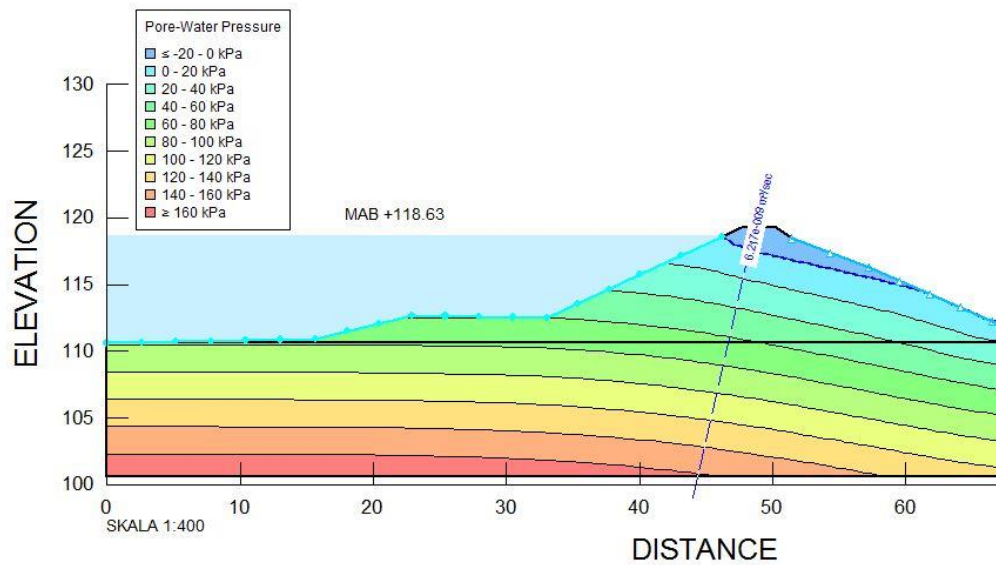 Pore-Water Pressure
≤ -20 - 0 kPa
0 - 20 kPa
20 - 40 kPa
40 - 60 kPa
60 - 80 kPa
80 - 100 kPa
100 - 120 kPa
120 - 140 kPa
140 - 160 kPa
≥ 160 kPa
MAB +118.63
6.217e-009 m³/sec
ELEVATION
130
125
120
115
110
105
100
0 10 20 30 40 50 60
SKALA 1:400
DISTANCE